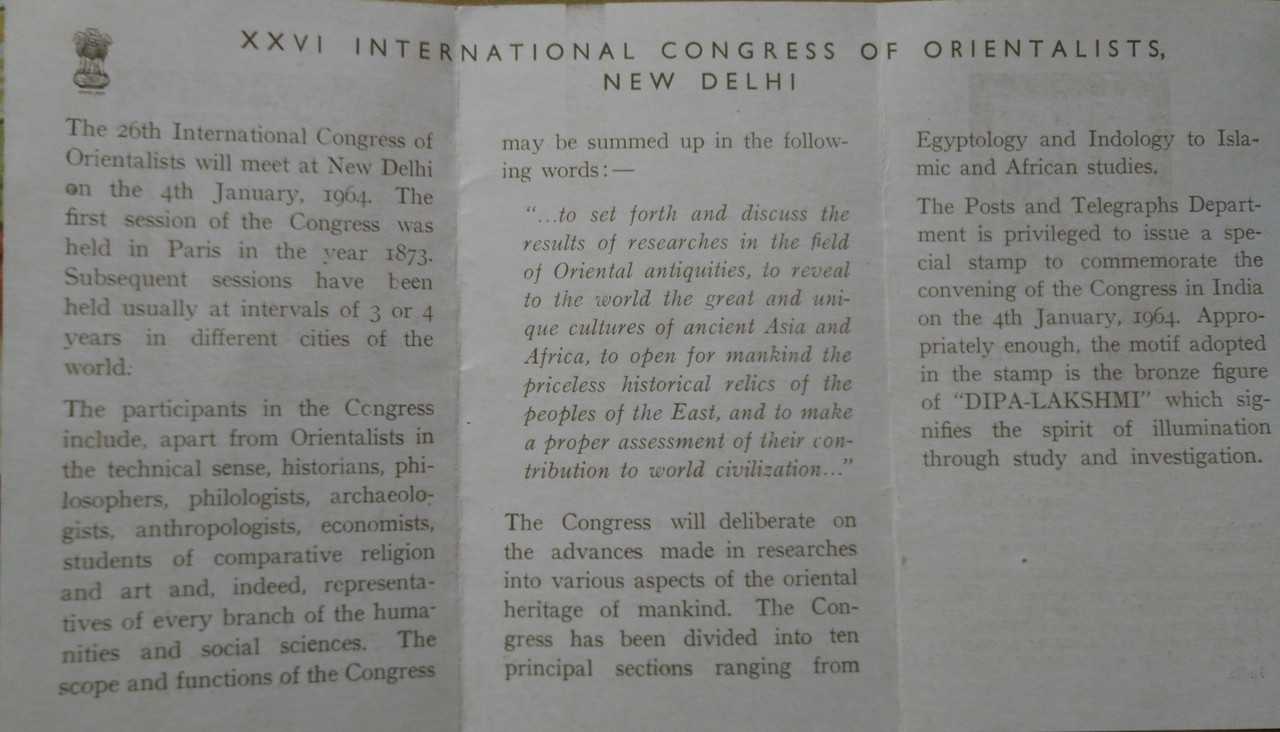 XXVI INTERNATIONAL CONGRESS OF ORIENTALISTS,
NEW DELHI
The 26th International Congress of
Orientalists will meet at New Delhi
on the 4th January, 1964. The
first session of the Congress was
held in Paris in the year 1873.
Subsequent sessions have been
held usually at intervals of 3 or 4
years in different cities of the
world.
The participants in the Congress
include, apart from Orientalists in
the technical sense, historians, phi-
losophers, philologists, archaeolo-
gists, anthropologists, economists,
students of comparative religion
and art and, indeed, representa-
tives of every branch of the huma-
nities and social sciences. The
scope and functions of the Congress
may be summed up in the follow-
ing words:—
"...to set forth and discuss the
results of researches in the field
of Oriental antiquities, to reveal
to the world the great and uni-
que cultures of ancient Asia and
Africa, to open for mankind the
priceless historical relics of the
peoples of the East, and to make
a proper assessment of their con-
tribution to world civilization..."
The Congress will deliberate on
the advances made in researches
into various aspects of the oriental
heritage of mankind. The Con-
gress has been divided into ten
principal sections ranging from
Egyptology and Indology to Isla-
mic and African studies.
The Posts and Telegraphs Depart-
ment is privileged to issue a spe-
cial stamp to commemorate the
convening of the Congress in India
on the 4th January, 1964. Appro-
priately enough, the motif adopted
in the stamp is the bronze figure
of "DIPA-LAKSHMI" which sig-
nifies the spirit of illumination
through study and investigation.